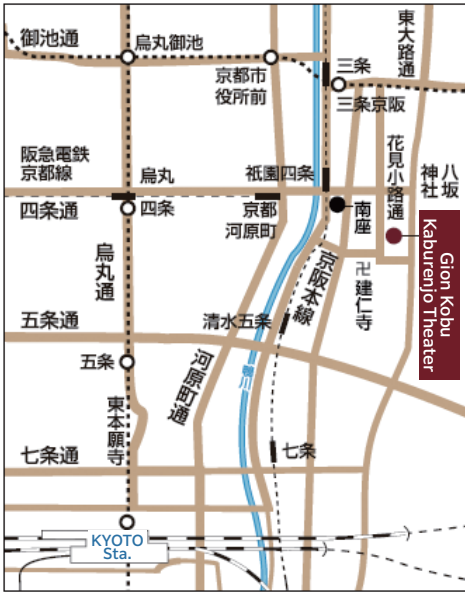 御池通
烏丸御池
京都市
役所前
三条
三条京阪
東大路通
阪急電鉄
京都線
烏丸
祇園四条
花見小路通
八坂
神社
四条通
四条
京都
河原町
南座
Gion Kobu
Kaburenjo Theater
烏丸通
京阪本線
卍建仁寺
五条通
清水五条
五条
河原町通
鴨川
東本願寺
七条通
七条
KYOTO
Sta.